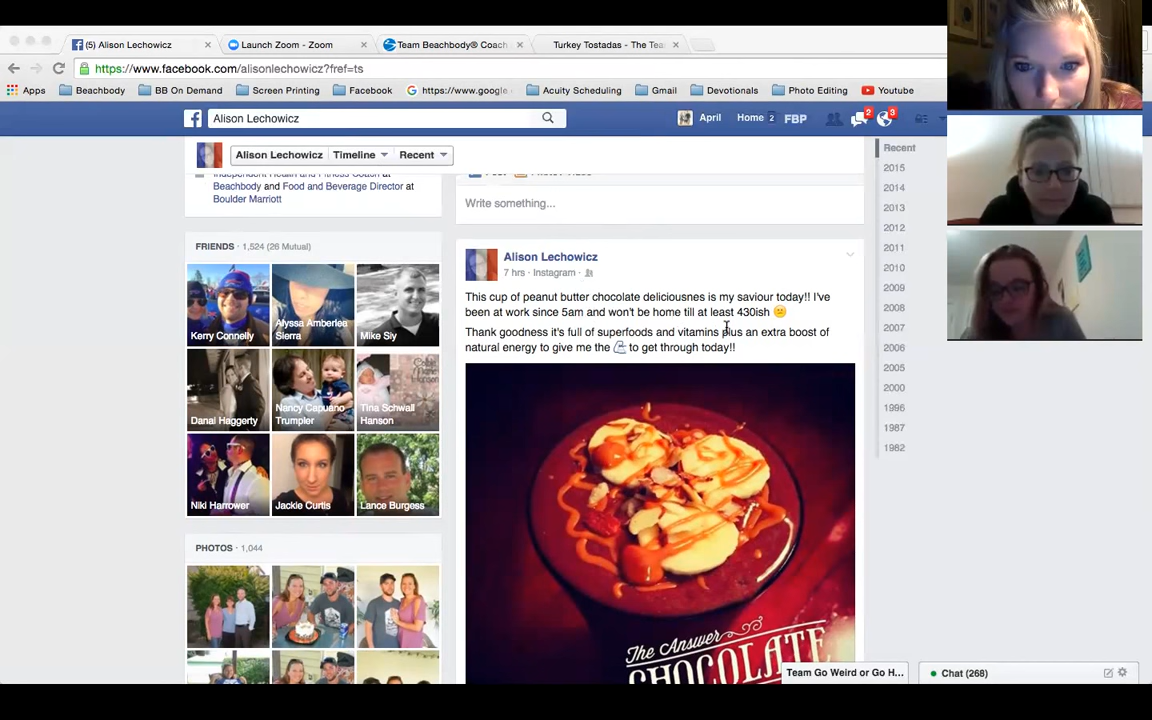 (5) Alison Lechowicz
Launch Zoom - Zoom
Team Beachbody® Coach
Turkey Tostadas - The Tea
https://www.facebook.com/alisonlechowicz?fref=ts
Apps
Beachbody
BB On Demand
Screen Printing
Facebook
https://www.google
Acuity Scheduling
Gmail
Devotionals
Photo Editing
Youtube
Alison Lechowicz
April
Home 2
FBP
2
3
Alison Lechowicz
Timeline
Recent
Independent Health and Fitness Coach at
Beachbody and Food and Beverage Director at
Boulder Marriott
FRIENDS · 1,524 (26 Mutual)
Kerry Connelly
Alyssa Amberlea
Sierra
Mike Sly
Danai Haggerty
Nancy Capuano
Trumpler
Tina Schwall
Hanson
Niki Harrower
Jackie Curtis
Lance Burgess
PHOTOS · 1,044
Write something...
Alison Lechowicz
7 hrs · Instagram ·
This cup of peanut butter chocolate deliciousnes is my saviour today!! I've
been at work since 5am and won't be home till at least 430ish 😕
Thank goodness it's full of superfoods and vitamins plus an extra boost of
natural energy to give me the 💪 to get through today!!
The Answer
CHOCOLATE
Recent
2015
2014
2013
2012
2011
2010
2009
2008
2007
2006
2005
2000
1996
1987
1982
Team Go Weird or Go H...
Chat (268)